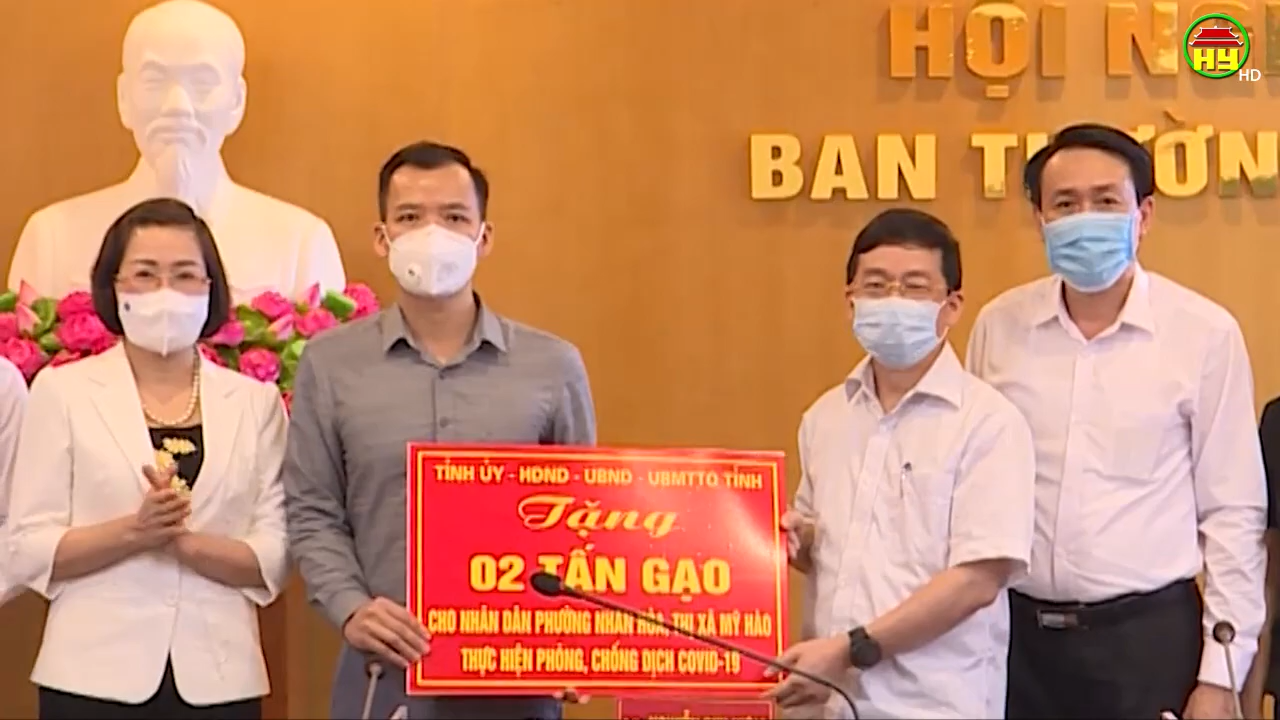 HỘI NG
BAN THƯỜN
HY
HD
TỈNH ỦY - HĐND - UBND - UBMTTQ TỈNH
Tặng
02 TẤN GẠO
CHO NHÂN DÂN PHƯỜNG NHÂN HÒA, THỊ XÃ MỸ HÀO
THỰC HIỆN PHÒNG, CHỐNG DỊCH COVID-19